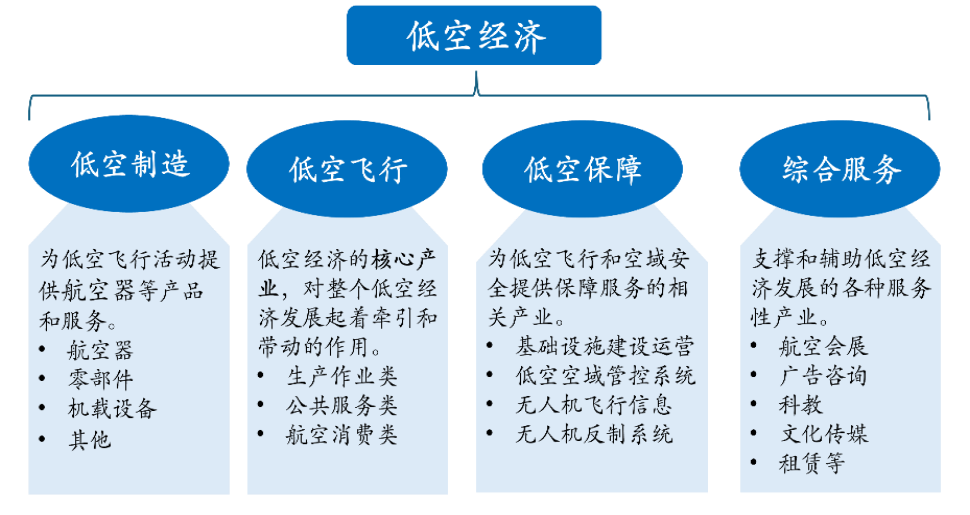 低空经济
低空制造
为低空飞行活动提
供航空器等产品
和服务。
• 航空器
• 零部件
• 机载设备
• 其他
低空飞行
低空经济的核心产
业，对整个低空经
济发展起着牵引和
带动的作用。
• 生产作业类
• 公共服务类
• 航空消费类
低空保障
为低空飞行和空域安
全提供保障服务的相
关产业。
• 基础设施建设运营
• 低空空域管控系统
• 无人机飞行信息
• 无人机反制系统
综合服务
支撑和辅助低空经
济发展的各种服务
性产业。
• 航空会展
• 广告咨询
• 科教
• 文化传媒
• 租赁等